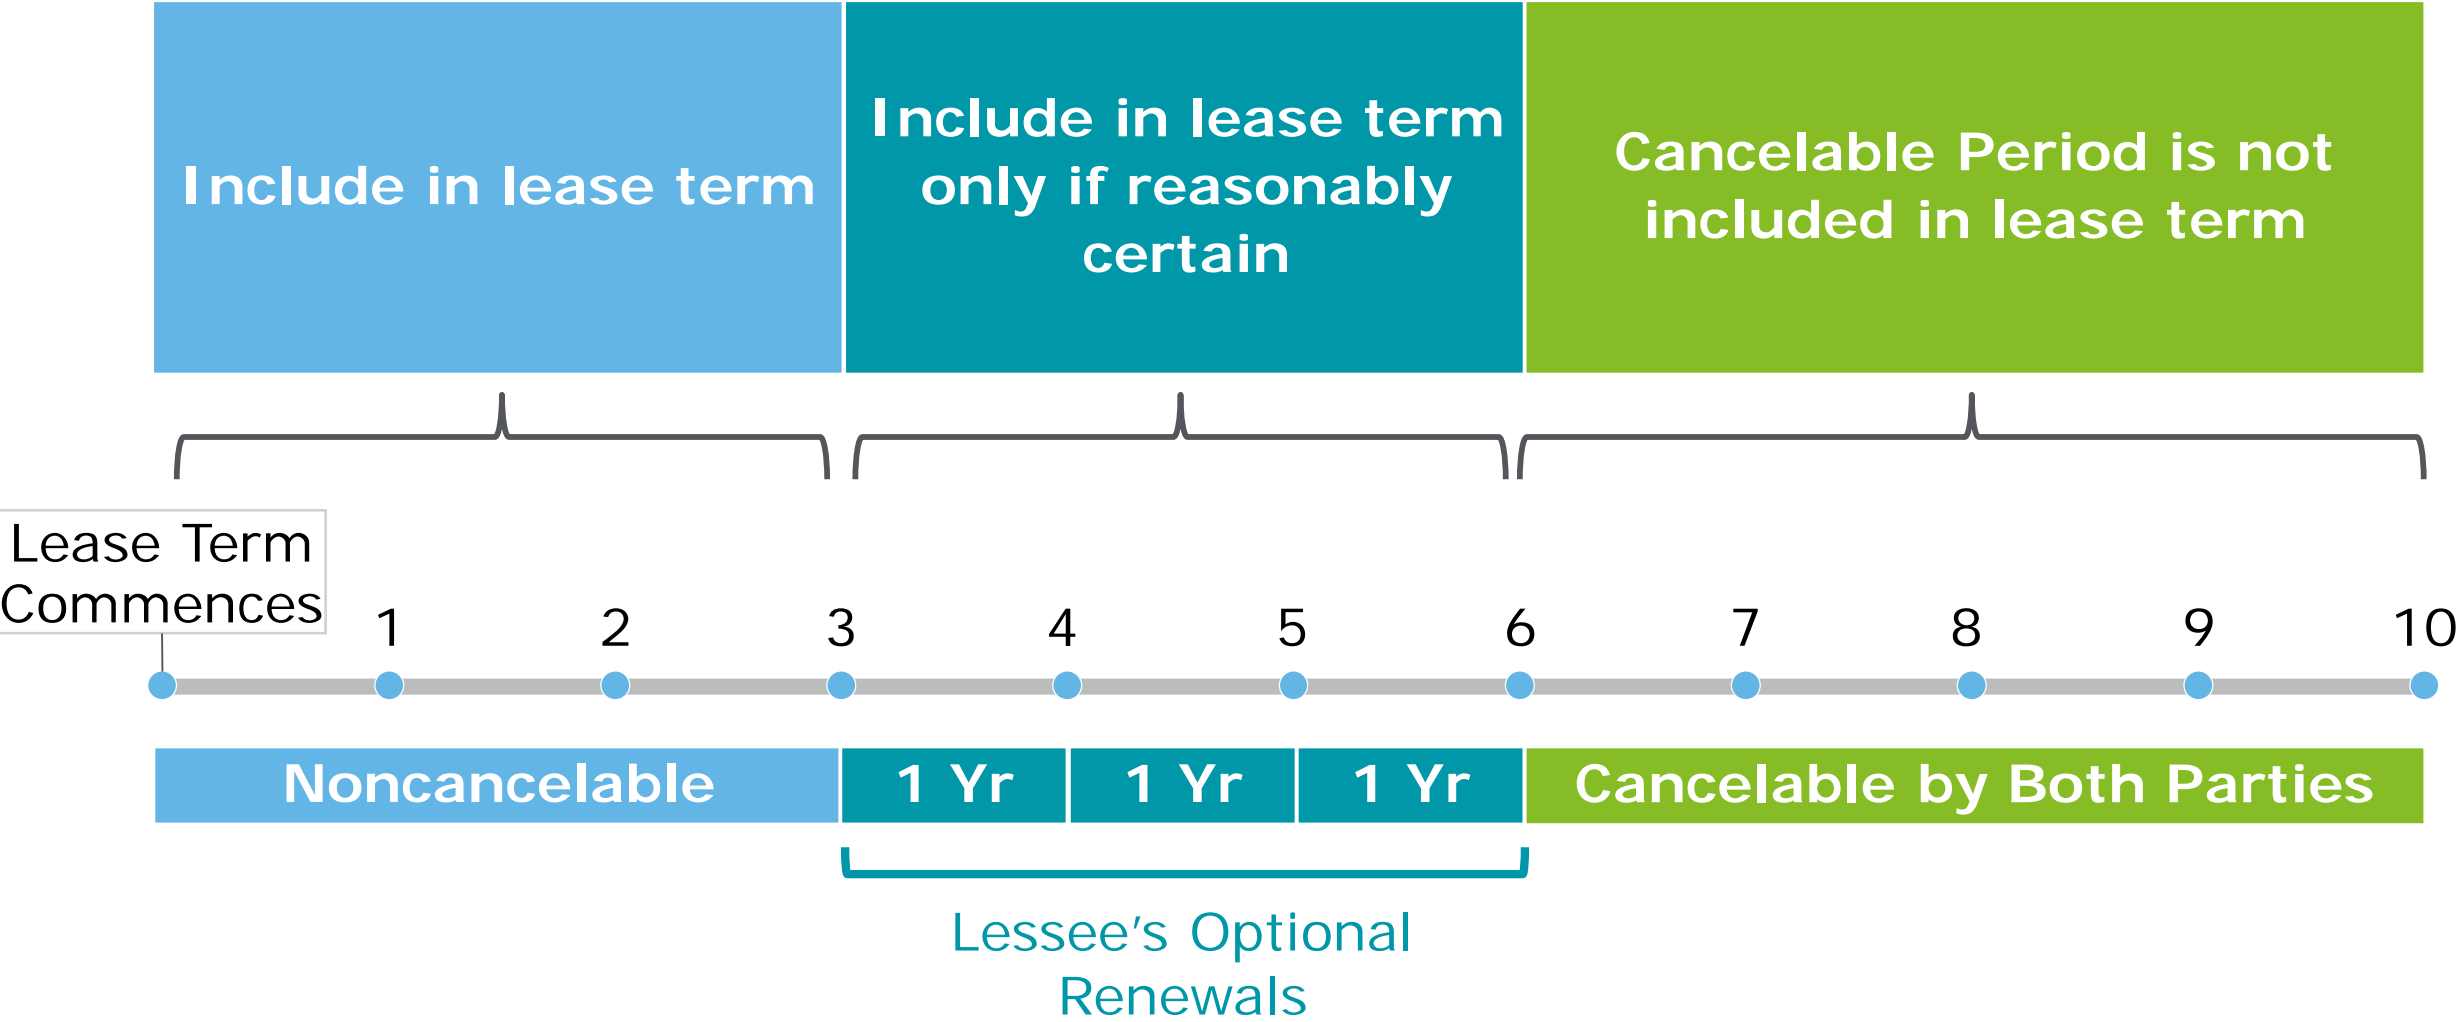 Include in lease term
Include in lease term
only if reasonably
certain
Cancelable Period is not
included in lease term
Lease Term
Commences
1
2
3
4
5
6
7
8
9
10
Noncancelable
1 Yr
1 Yr
1 Yr
Cancelable by Both Parties
Lessee’s Optional
Renewals